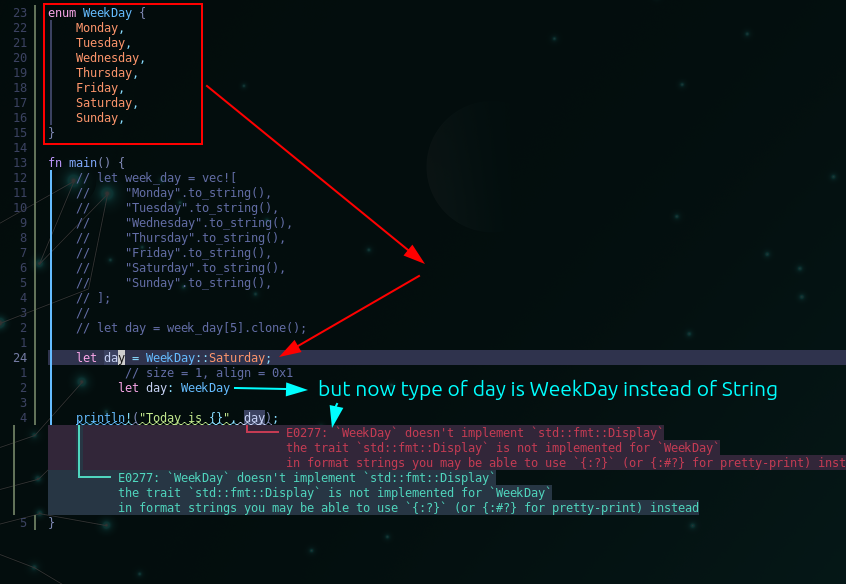 23 enum WeekDay {
22 Monday,
21 Tuesday,
20 Wednesday,
19 Thursday,
18 Friday,
17 Saturday,
16 Sunday,
15 }
14
13 fn main() {
12 // let week_day = vec![
11 // "Monday".to_string(),
10 // "Tuesday".to_string(),
9 // "Wednesday".to_string(),
8 // "Thursday".to_string(),
7 // "Friday".to_string(),
6 // "Saturday".to_string(),
5 // "Sunday".to_string(),
4 // ];
3 //
2 // let day = week_day[5].clone();
1
24 let day = WeekDay::Saturday;
1 // size = 1, align = 0x1
2 let day: WeekDay but now type of day is WeekDay instead of String
3
4 println!("Today is {}", day);
E0277: `WeekDay` doesn't implement `std::fmt::Display`
the trait `std::fmt::Display` is not implemented for `WeekDay`
in format strings you may be able to use `{:?}` (or {:#?} for pretty-print) inst
E0277: `WeekDay` doesn't implement `std::fmt::Display`
the trait `std::fmt::Display` is not implemented for `WeekDay`
in format strings you may be able to use `{:?}` (or {:#?} for pretty-print) instead
5 }